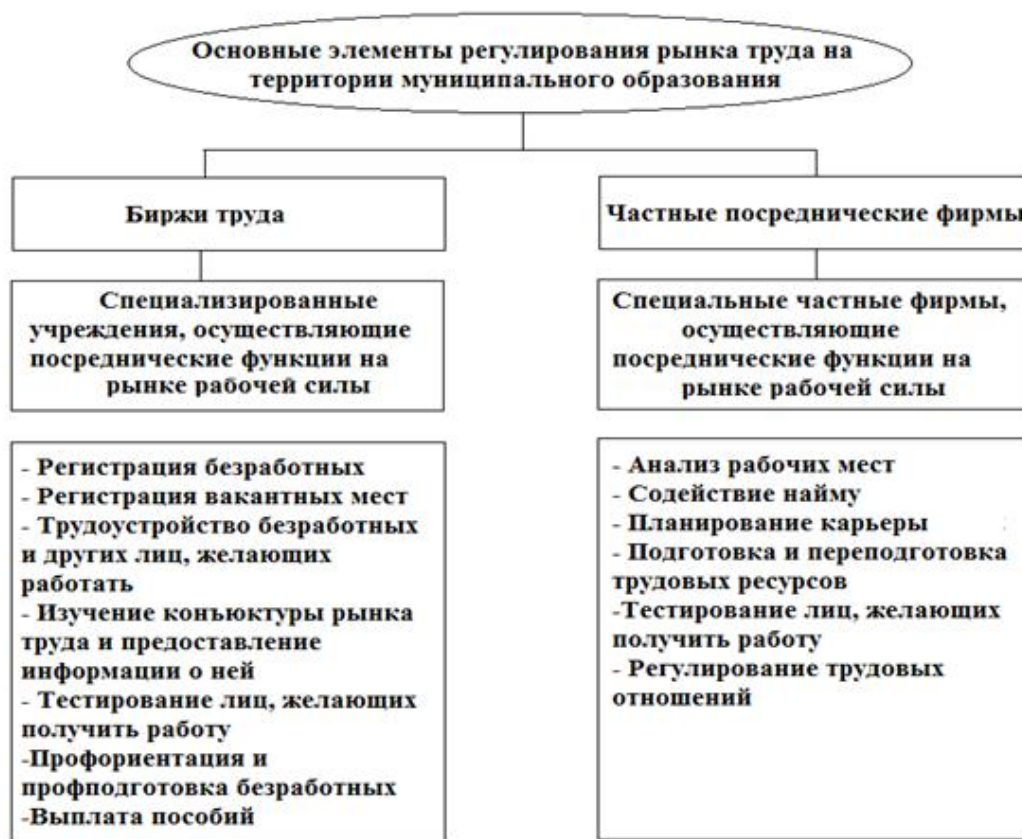 Основные элементы регулирования рынка труда на
территории муниципального образования
Биржи труда
Специализированные
учреждения, осуществляющие
посреднические функции на
рынке рабочей силы
- Регистрация безработных
- Регистрация вакантных мест
- Трудоустройство безработных
и других лиц, желающих
работать
- Изучение конъюктуры рынка
труда и предоставление
информации о ней
- Тестирование лиц, желающих
получить работу
-Профориентация и
профподготовка безработных
-Выплата пособий
Частные посреднические фирмы
Специальные частные фирмы,
осуществляющие
посреднические функции на
рынке рабочей силы
- Анализ рабочих мест
- Содействие найму
- Планирование карьеры
- Подготовка и переподготовка
трудовых ресурсов
-Тестирование лиц, желающих
получить работу
- Регулирование трудовых
отношений